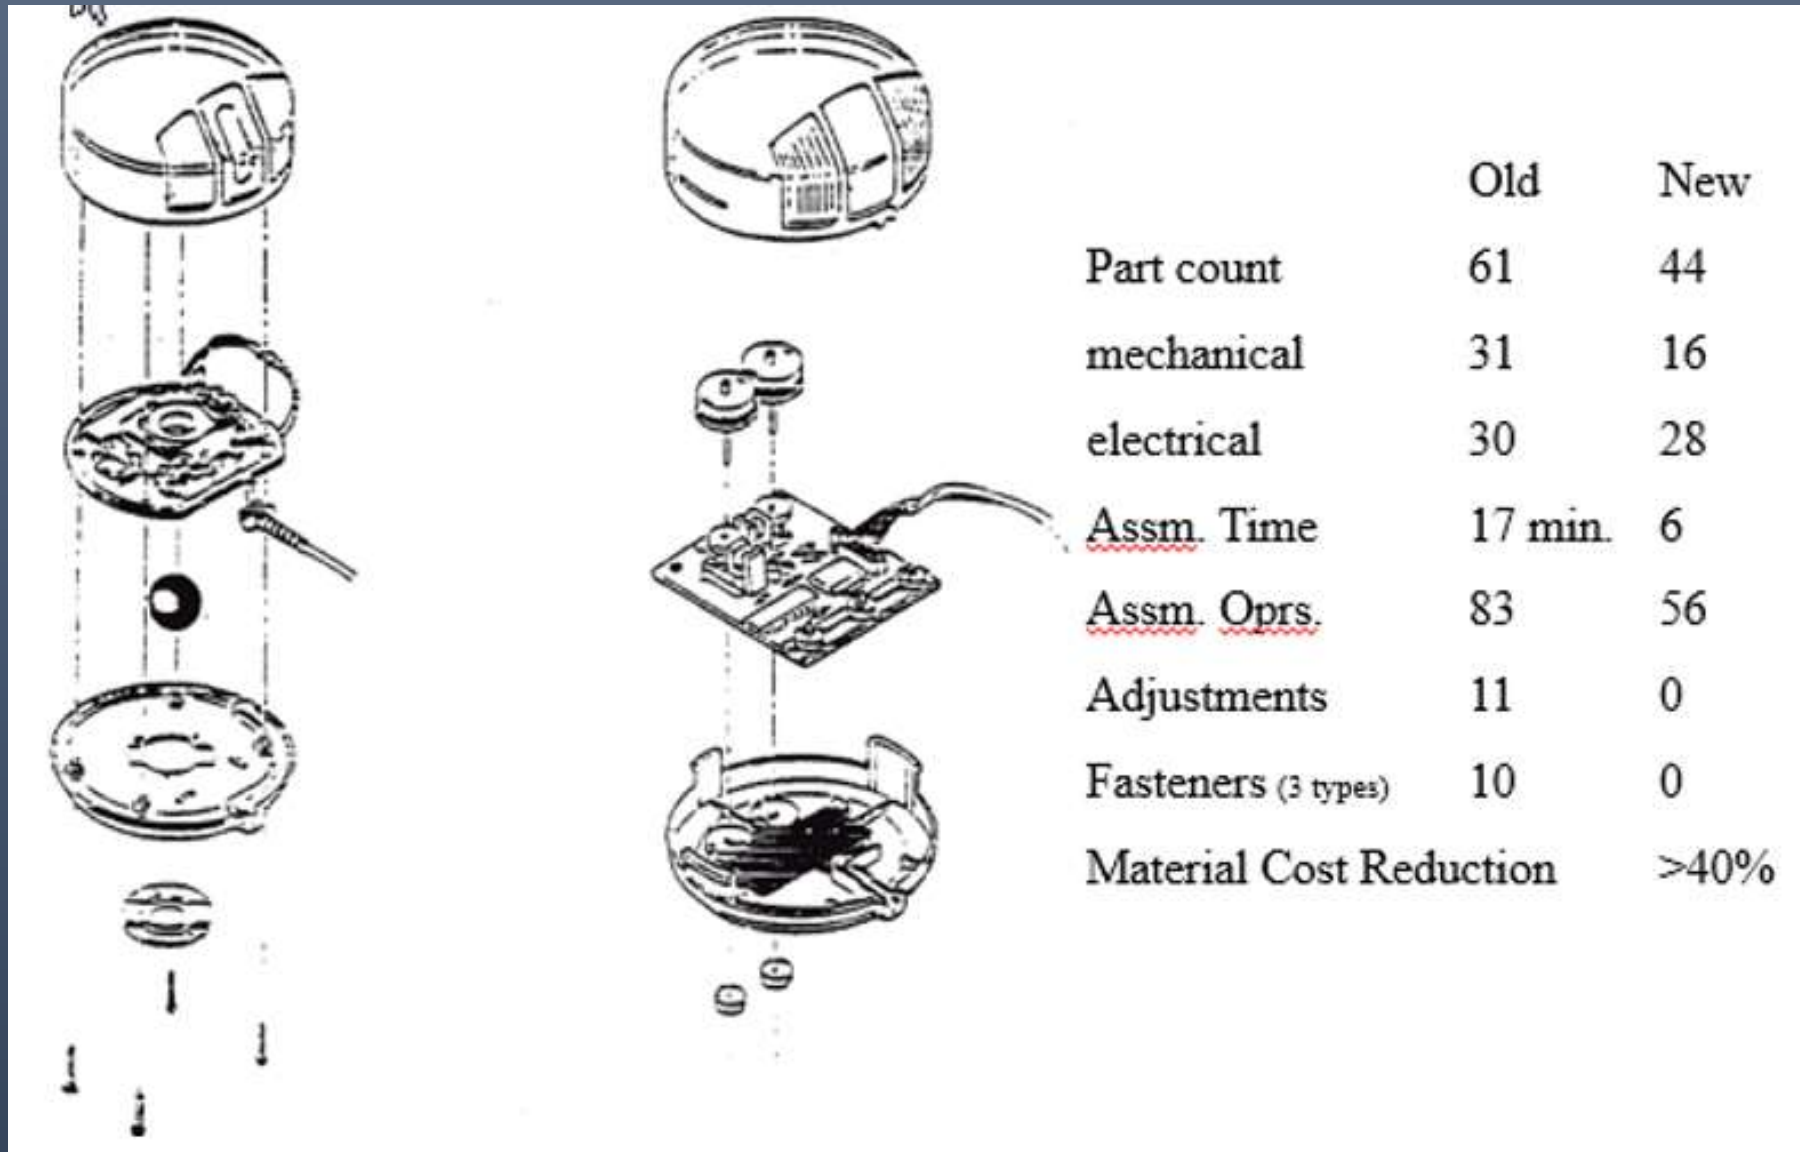 Old New
Part count 61 44
mechanical 31 16
electrical 30 28
Assm. Time 17 min. 6
Assm. Oprs. 83 56
Adjustments 11 0
Fasteners (3 types) 10 0
Material Cost Reduction >40%